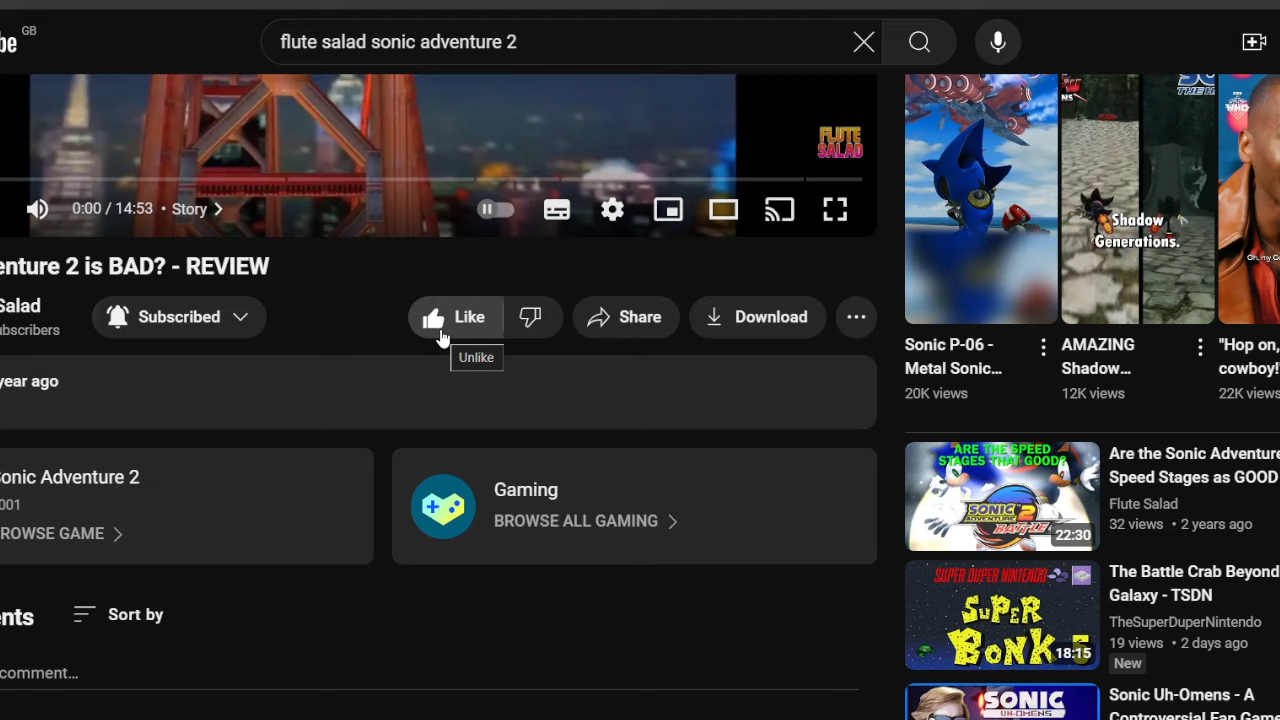 be GB
flute salad sonic adventure 2
FLUTE
SALAD
0:00 / 14:53 • Story
enture 2 is BAD? - REVIEW
Salad
ubscribers
Subscribed
Like
Share
Download
Unlike
year ago
onic Adventure 2
001
ROWSE GAME
Gaming
BROWSE ALL GAMING
nts
Sort by
comment...
Shadow
Generations.
WHO
Sonic P-06 -
Metal Sonic...
20K views
AMAZING
Shadow...
12K views
"Hop on,
cowboy!"
22K views
ARE THE SPEED
STAGES THAT GOOD?
SONIC
ADVENTURE 2
BATTLE
22:30
Are the Sonic Adventure
Speed Stages as GOOD
Flute Salad
32 views • 2 years ago
SUPER DUPER NINTENDO
SUPER
BONK 5
18:15
The Battle Crab Beyond
Galaxy - TSDN
TheSuperDuperNintendo
19 views • 2 days ago
New
SONIC
UH-OMENS
Sonic Uh-Omens - A
Controversial Fan Game